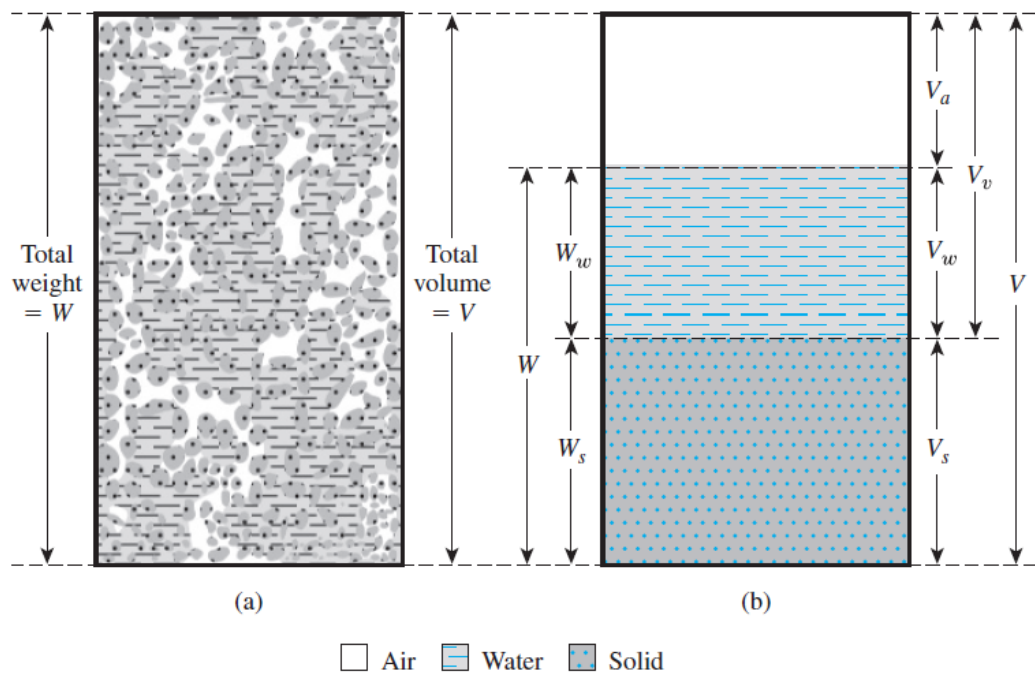 Total
weight
= W
Total
volume
= V
W
W_w
W_s
V_a
V_w
V_s
V_v
V
(a)
(b)
Air
Water
Solid